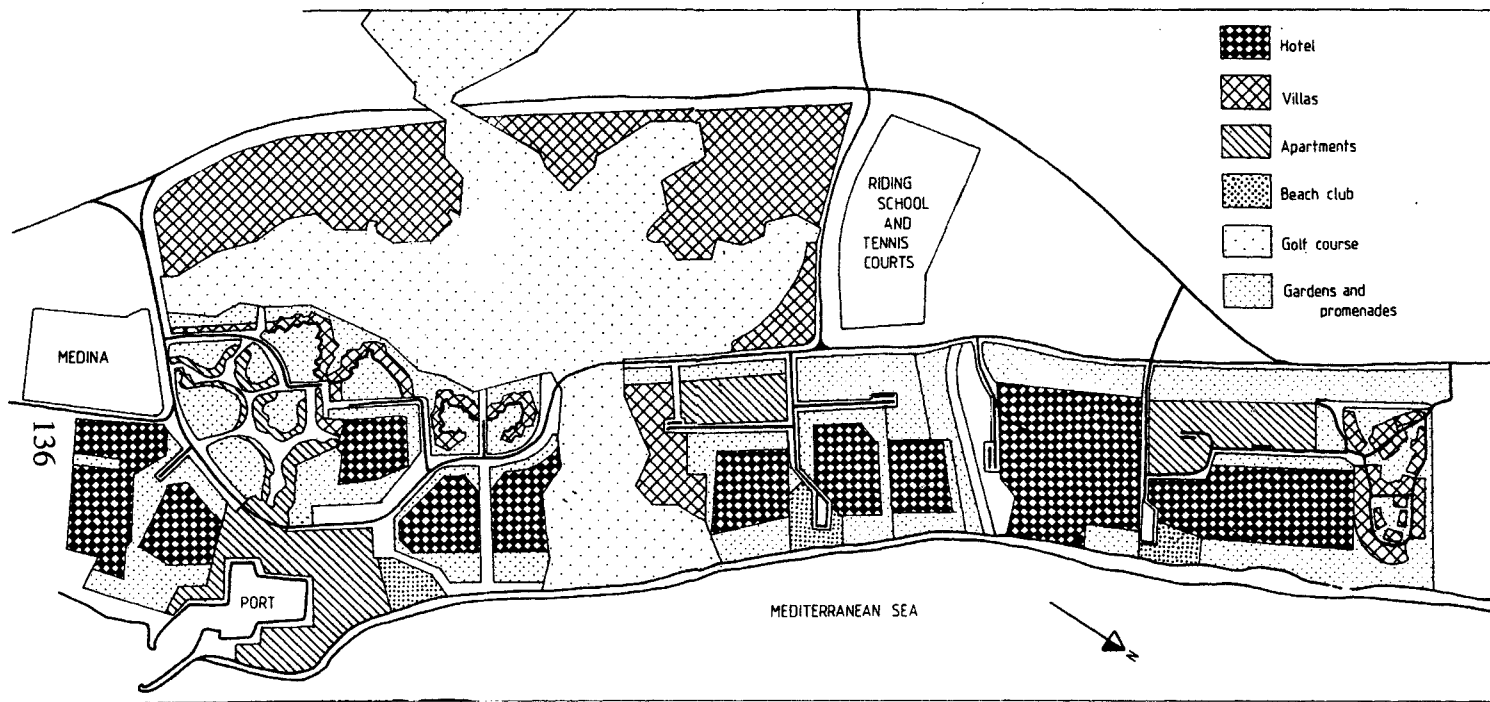 Hotel
Villas
Apartments
Beach club
Golf course
Gardens and
promenades
RIDING
SCHOOL
AND
TENNIS
COURTS
MEDINA
136
PORT
MEDITERRANEAN SEA
N